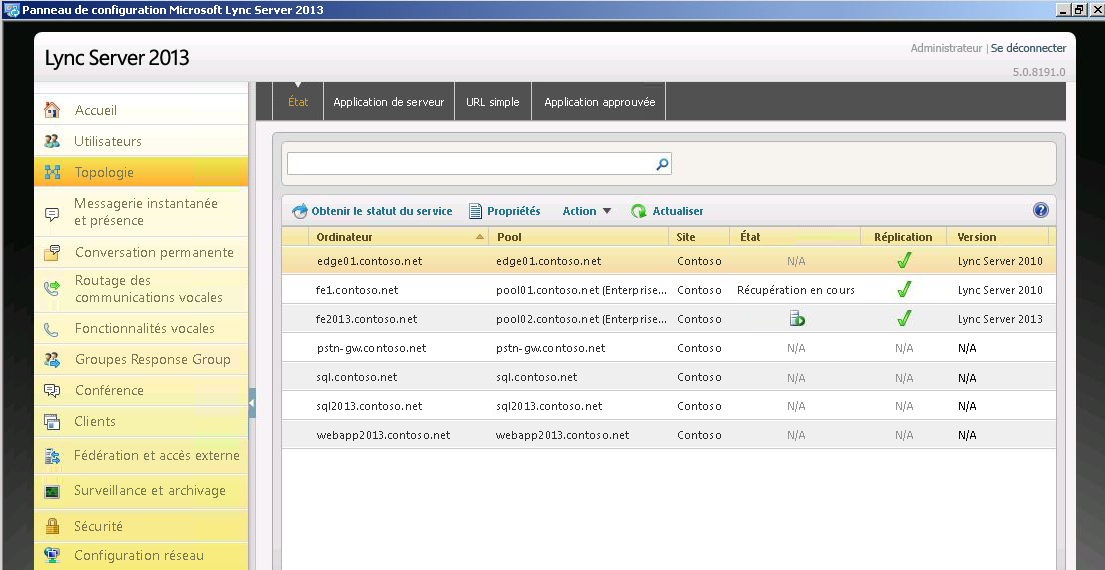 Panneau de configuration Microsoft Lync Server 2013
Lync Server 2013
Administrateur | Se déconnecter
5.0.8191.0
Accueil
Utilisateurs
Topologie
Messagerie instantanée
et présence
Conversation permanente
Routage des
communications vocales
Fonctionnalités vocales
Groupes Response Group
Conférence
Clients
Fédération et accès externe
Surveillance et archivage
Sécurité
Configuration réseau
État Application de serveur URL simple Application approuvée
Obtenir le statut du service Propriétés Action Actualiser
Ordinateur Pool Site État Réplication Version
edge01.contoso.net edge01.contoso.net Contoso N/A Lync Server 2010
fe1.contoso.net pool01.contoso.net (Enterprise... Contoso Récupération en cours Lync Server 2010
fe2013.contoso.net pool02.contoso.net (Enterprise... Contoso Lync Server 2013
pstn-gw.contoso.net pstn-gw.contoso.net Contoso N/A N/A N/A
sql.contoso.net sql.contoso.net Contoso N/A N/A N/A
sql2013.contoso.net sql2013.contoso.net Contoso N/A N/A N/A
webapp2013.contoso.net webapp2013.contoso.net Contoso N/A N/A N/A